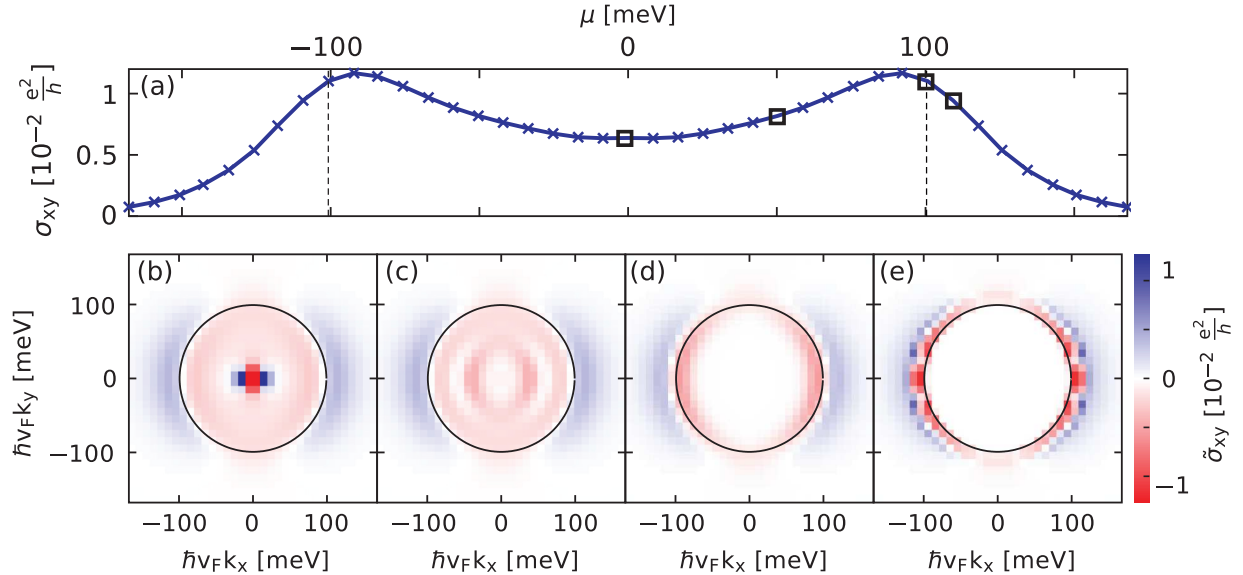 μ [meV]
−100 0 100
(a)
1
0.5
0
σxy [10⁻² e²/h]
(b) (c) (d) (e)
100
0
−100
ħvFky [meV]
1
0
−1
σ̃xy [10⁻² e²/h]
−100 0 100 −100 0 100 −100 0 100 −100 0 100
ħvFkx [meV] ħvFkx [meV] ħvFkx [meV] ħvFkx [meV]